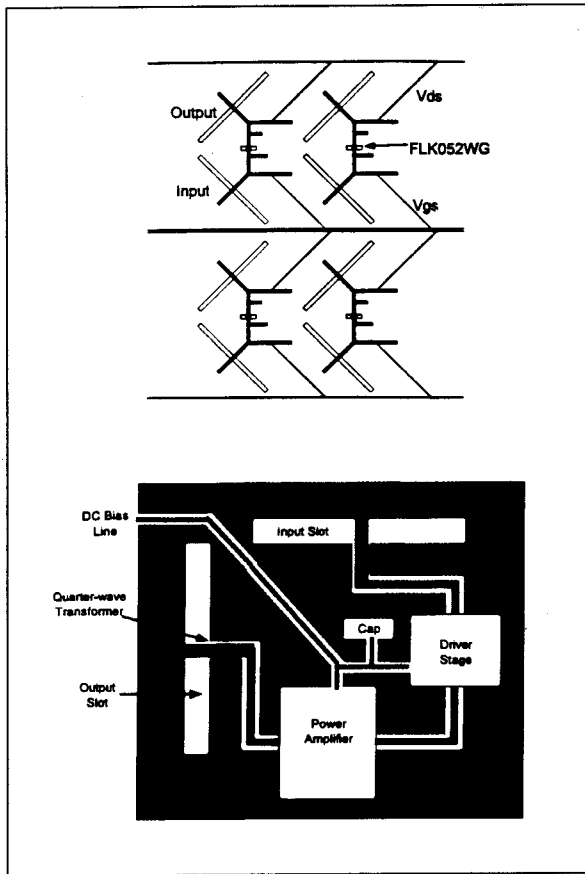 Output
Vds
FLK052WG
Input
Vgs
DC Bias
Line
Input Slot
Quarter-wave
Transformer
Cap
Driver
Stage
Output
Slot
Power
Amplifier